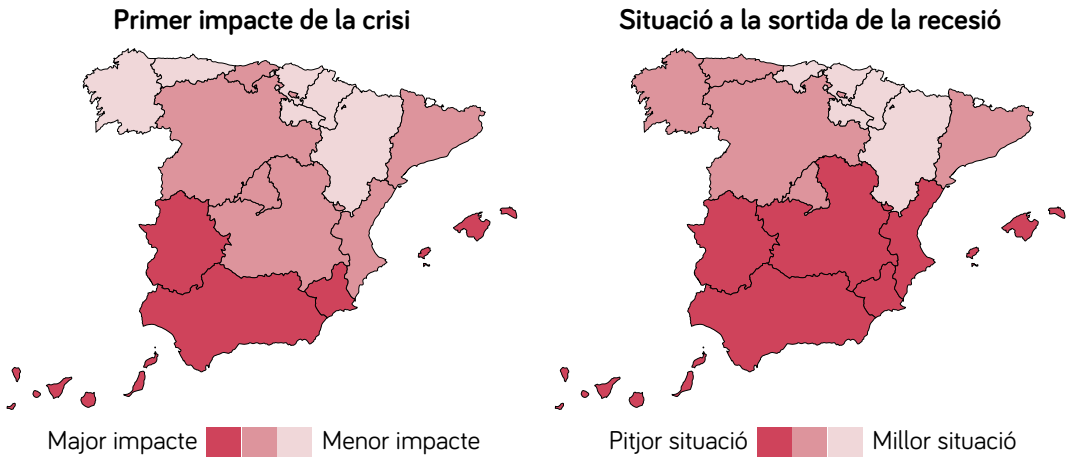 Primer impacte de la crisi
Situació a la sortida de la recesió
Major impacte
Menor impacte
Pitjor situació
Millor situació